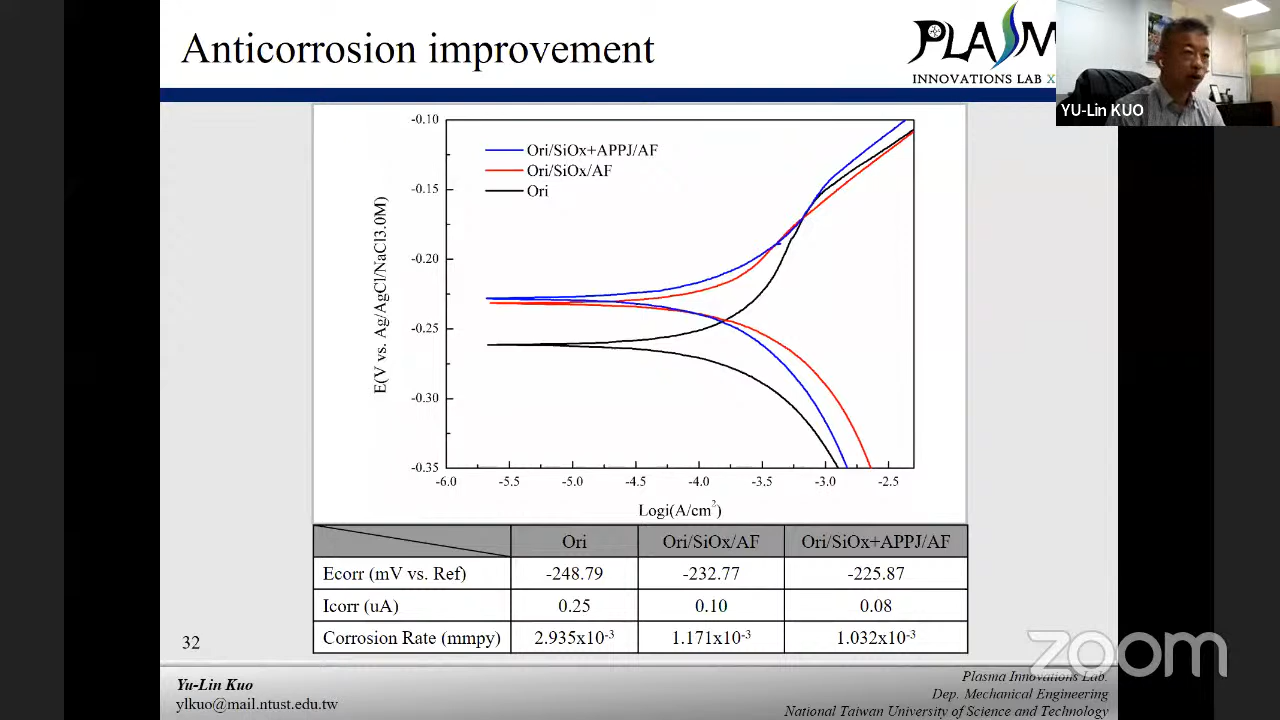 Anticorrosion improvement
PLASM
INNOVATIONS LAB X
YU-Lin KUO
-0.10
-0.15
-0.20
-0.25
-0.30
-0.35
E(V vs. Ag/AgCl/NaCl3.0M)
Ori/SiOx+APPJ/AF
Ori/SiOx/AF
Ori
-6.0 -5.5 -5.0 -4.5 -4.0 -3.5 -3.0 -2.5
Logi(A/cm2)
Ori Ori/SiOx/AF Ori/SiOx+APPJ/AF
Ecorr (mV vs. Ref) -248.79 -232.77 -225.87
Icorr (uA) 0.25 0.10 0.08
Corrosion Rate (mmpy) 2.935x10-3 1.171x10-3 1.032x10-3
32
zoom
Yu-Lin Kuo
ylkuo@mail.ntust.edu.tw
Plasma Innovations Lab.
Dep. Mechanical Engineering
National Taiwan University of Science and Technology